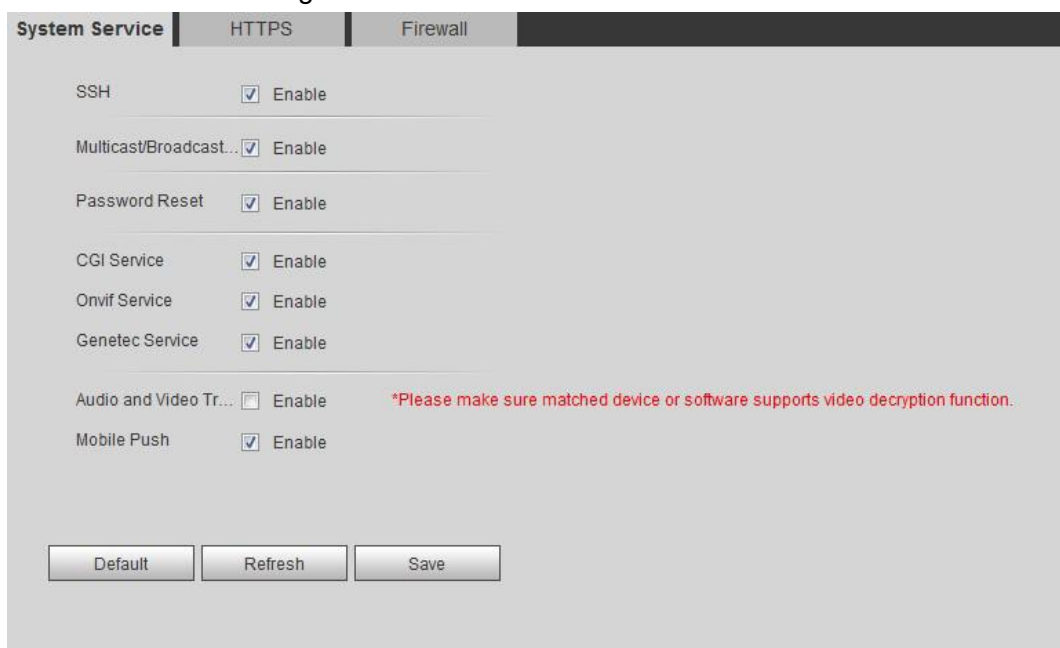 System Service HTTPS Firewall
SSH Enable
Multicast/Broadcast... Enable
Password Reset Enable
CGI Service Enable
Onvif Service Enable
Genetec Service Enable
Audio and Video Tr... Enable *Please make sure matched device or software supports video decryption function.
Mobile Push Enable
Default Refresh Save